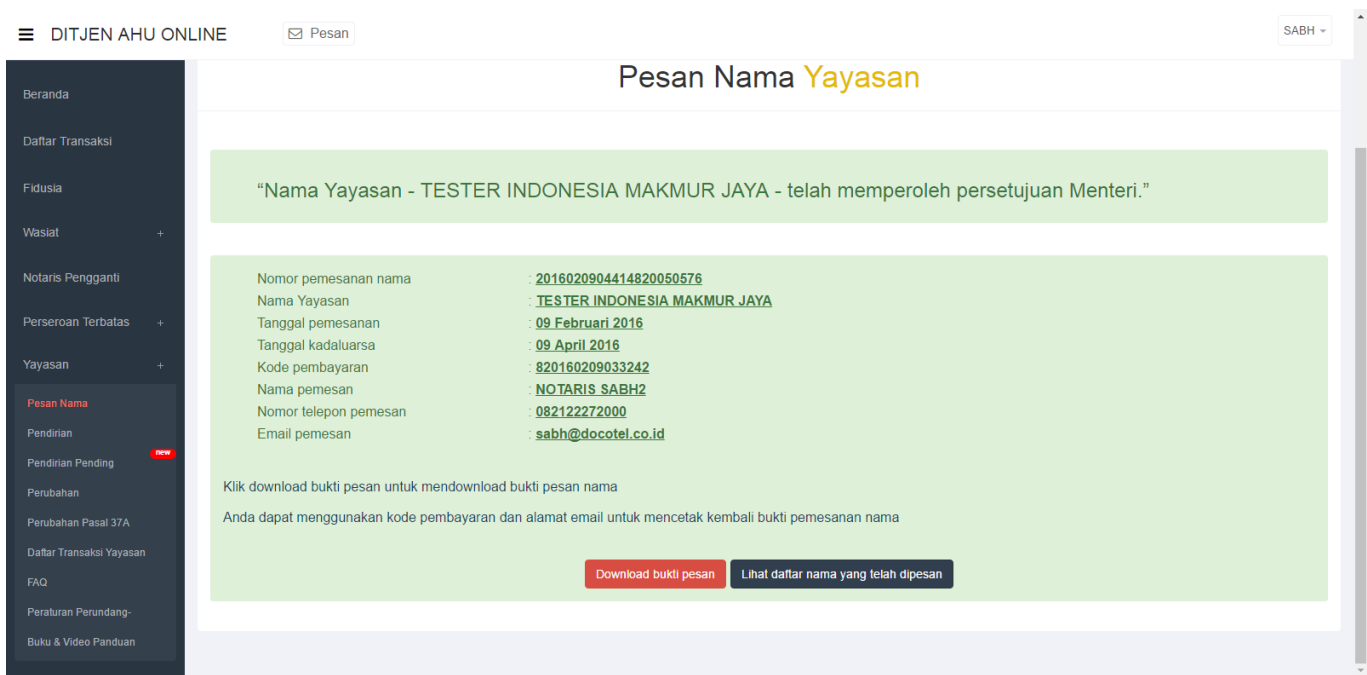 DITJEN AHU ONLINE
Pesan
SABH
Beranda
Daftar Transaksi
Fidusia
Wasiat +
Notaris Pengganti
Perseroan Terbatas +
Yayasan +
Pesan Nama
Pendirian
Pendirian Pending new
Perubahan
Perubahan Pasal 37A
Daftar Transaksi Yayasan
FAQ
Peraturan Perundang-
Buku & Video Panduan
Pesan Nama Yayasan
“Nama Yayasan - TESTER INDONESIA MAKMUR JAYA - telah memperoleh persetujuan Menteri.”
Nomor pemesanan nama : 2016020904414820050576
Nama Yayasan : TESTER INDONESIA MAKMUR JAYA
Tanggal pemesanan : 09 Februari 2016
Tanggal kadaluarsa : 09 April 2016
Kode pembayaran : 820160209033242
Nama pemesan : NOTARIS SABH2
Nomor telepon pemesan : 082122272000
Email pemesan : sabh@docotel.co.id
Klik download bukti pesan untuk mendownload bukti pesan nama
Anda dapat menggunakan kode pembayaran dan alamat email untuk mencetak kembali bukti pemesanan nama
Download bukti pesan
Lihat daftar nama yang telah dipesan